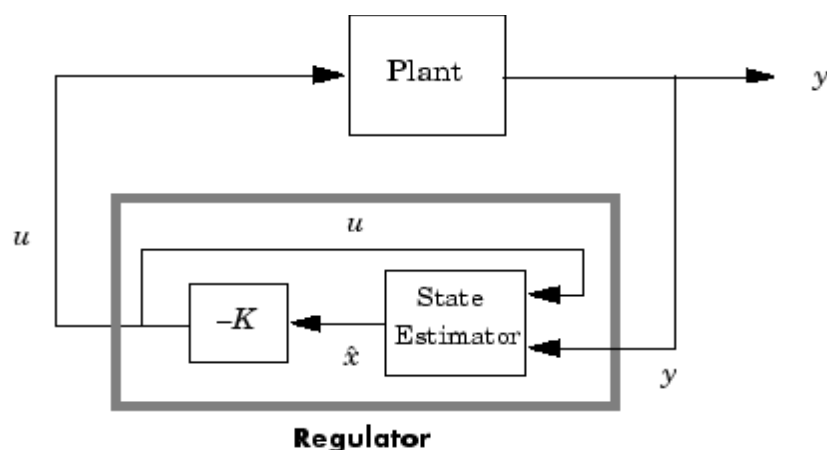 Plant
y
u
u
State
Estimator
–K
x̂
y
Regulator